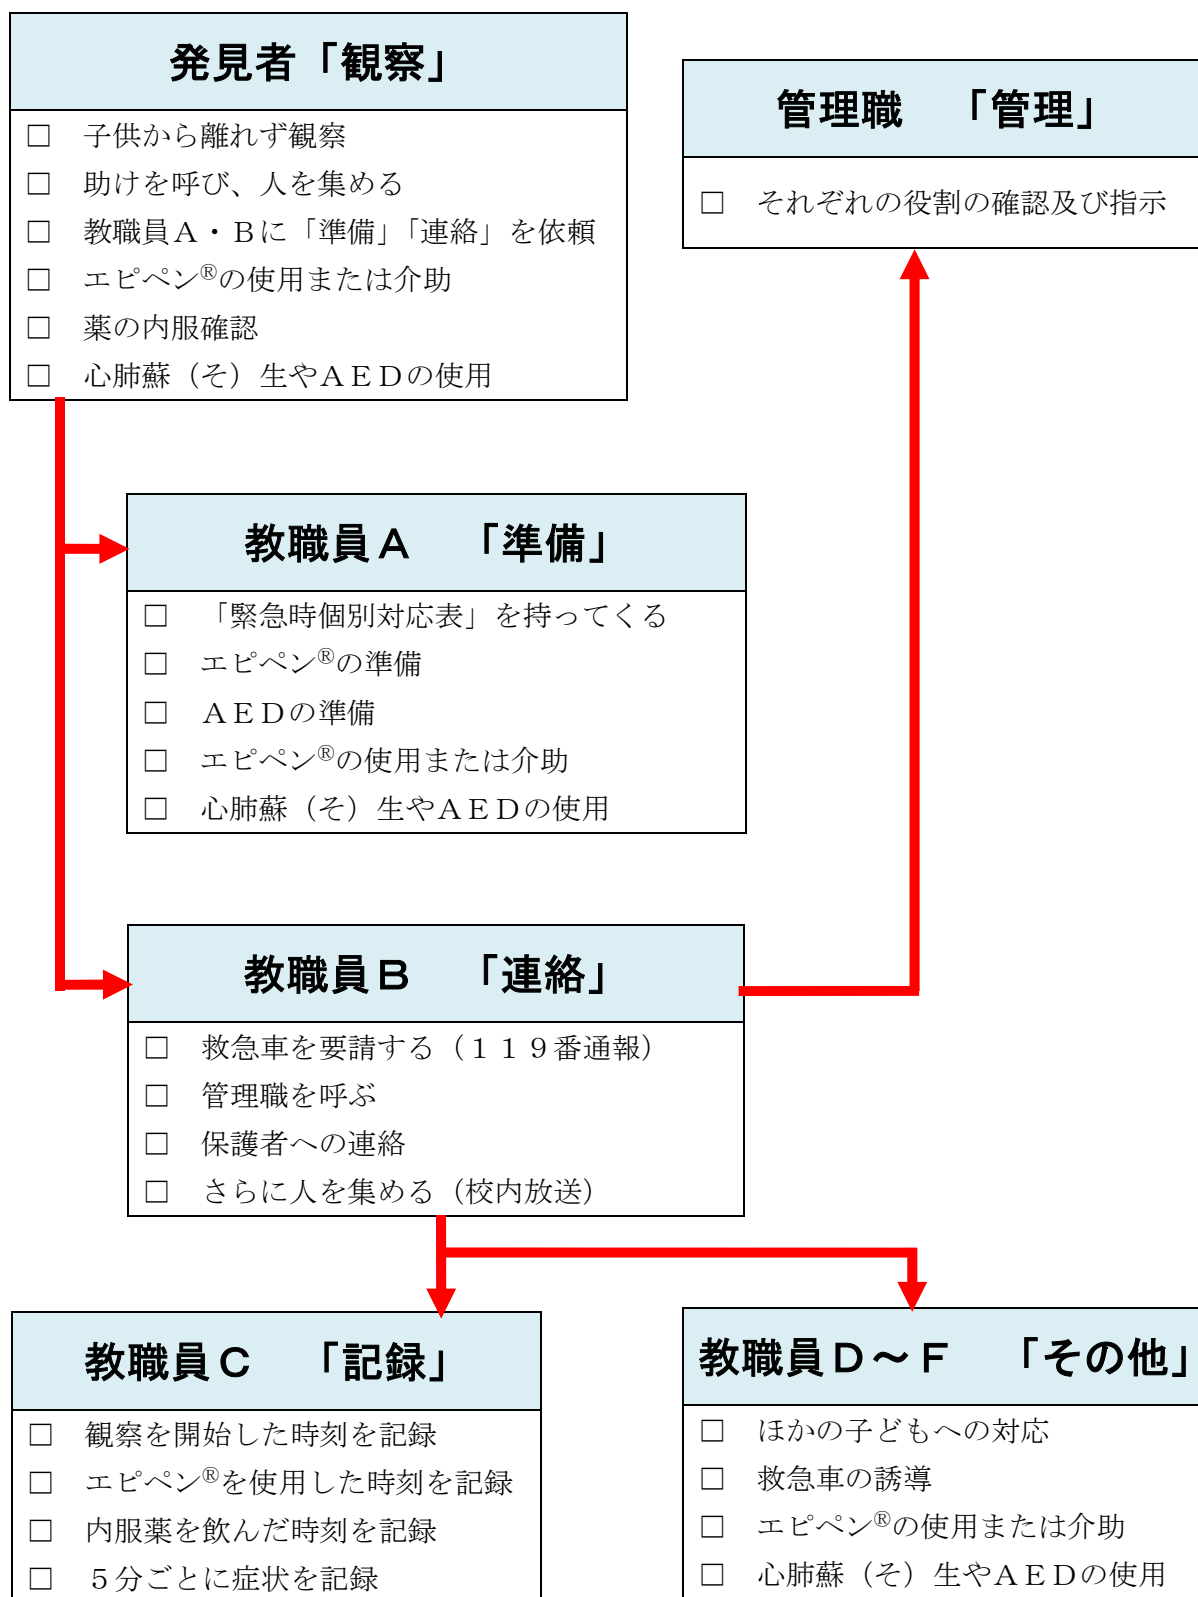 発見者「観察」
□ 子供から離れず観察
□ 助けを呼び、人を集める
□ 教職員Ａ・Ｂに「準備」「連絡」を依頼
□ エピペン®の使用または介助
□ 薬の内服確認
□ 心肺蘇（そ）生やＡＥＤの使用
管理職　「管理」
□ それぞれの役割の確認及び指示
教職員Ａ　「準備」
□ 「緊急時個別対応表」を持ってくる
□ エピペン®の準備
□ ＡＥＤの準備
□ エピペン®の使用または介助
□ 心肺蘇（そ）生やＡＥＤの使用
教職員Ｂ　「連絡」
□ 救急車を要請する（１１９番通報）
□ 管理職を呼ぶ
□ 保護者への連絡
□ さらに人を集める（校内放送）
教職員Ｃ　「記録」
□ 観察を開始した時刻を記録
□ エピペン®を使用した時刻を記録
□ 内服薬を飲んだ時刻を記録
□ ５分ごとに症状を記録
教職員Ｄ～Ｆ　「その他」
□ ほかの子どもへの対応
□ 救急車の誘導
□ エピペン®の使用または介助
□ 心肺蘇（そ）生やＡＥＤの使用